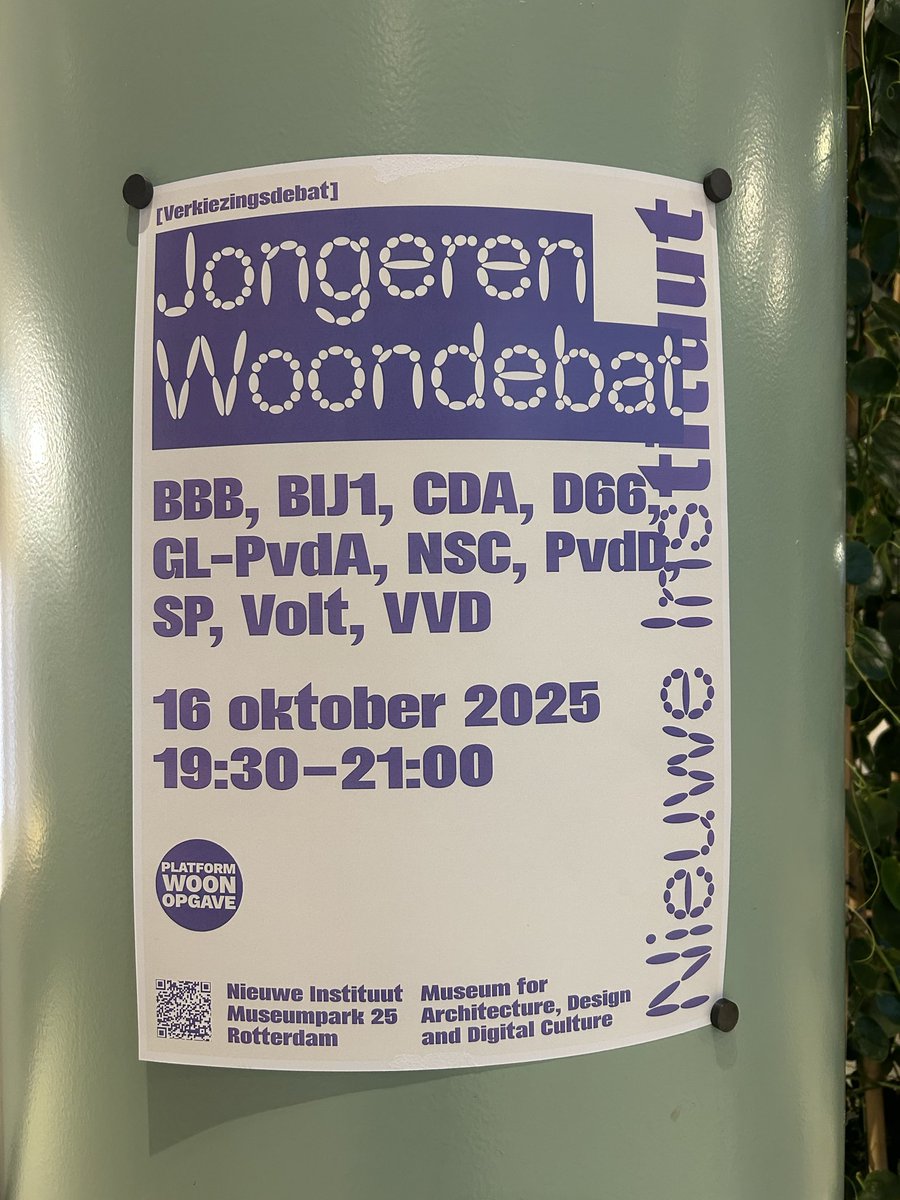 [Verkiezingsdebat]
Jongeren
Woondebat
BBB, BIJ1, CDA, D66,
GL-PvdA, NSC, PvdD,
SP, Volt, VVD
16 oktober 2025
19:30–21:00
PLATFORM
WOON
OPGAVE
Nieuwe Instituut
Museumpark 25
Rotterdam
Museum for
Architecture, Design
and Digital Culture
Nieuwe Instituut